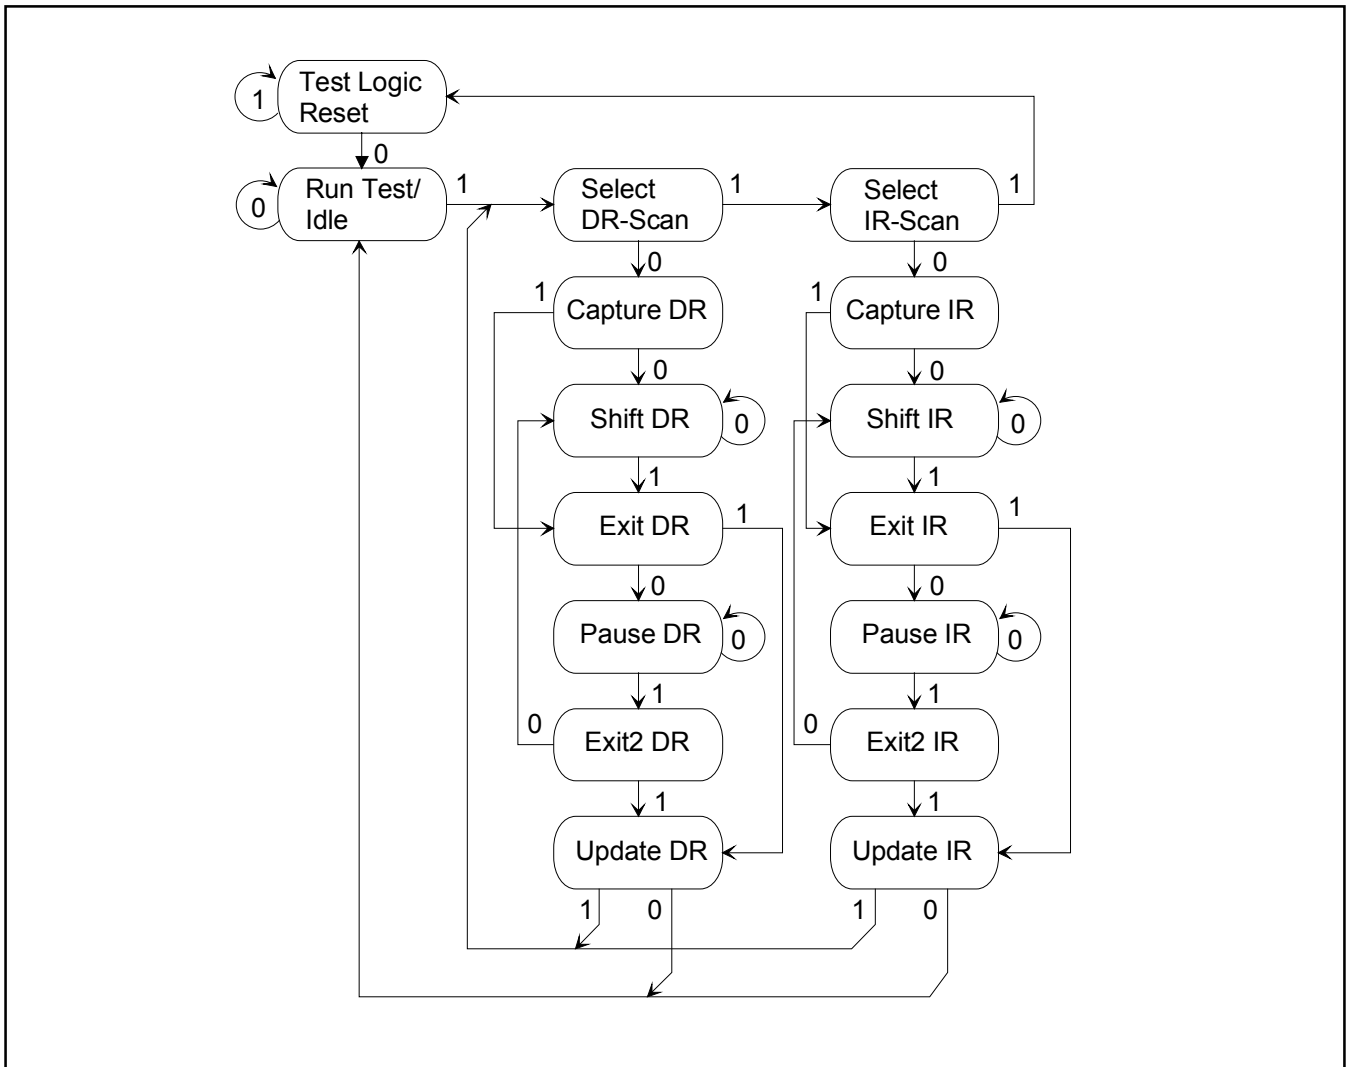 Test Logic
Reset
1
0
Run Test/
Idle
0
1
Select
DR-Scan
1
Select
IR-Scan
1
0
0
1
Capture DR
1
Capture IR
0
0
Shift DR
0
Shift IR
0
1
1
Exit DR
1
Exit IR
1
0
0
Pause DR
0
Pause IR
0
1
1
0
Exit2 DR
0
Exit2 IR
1
1
Update DR
Update IR
1
0
1
0